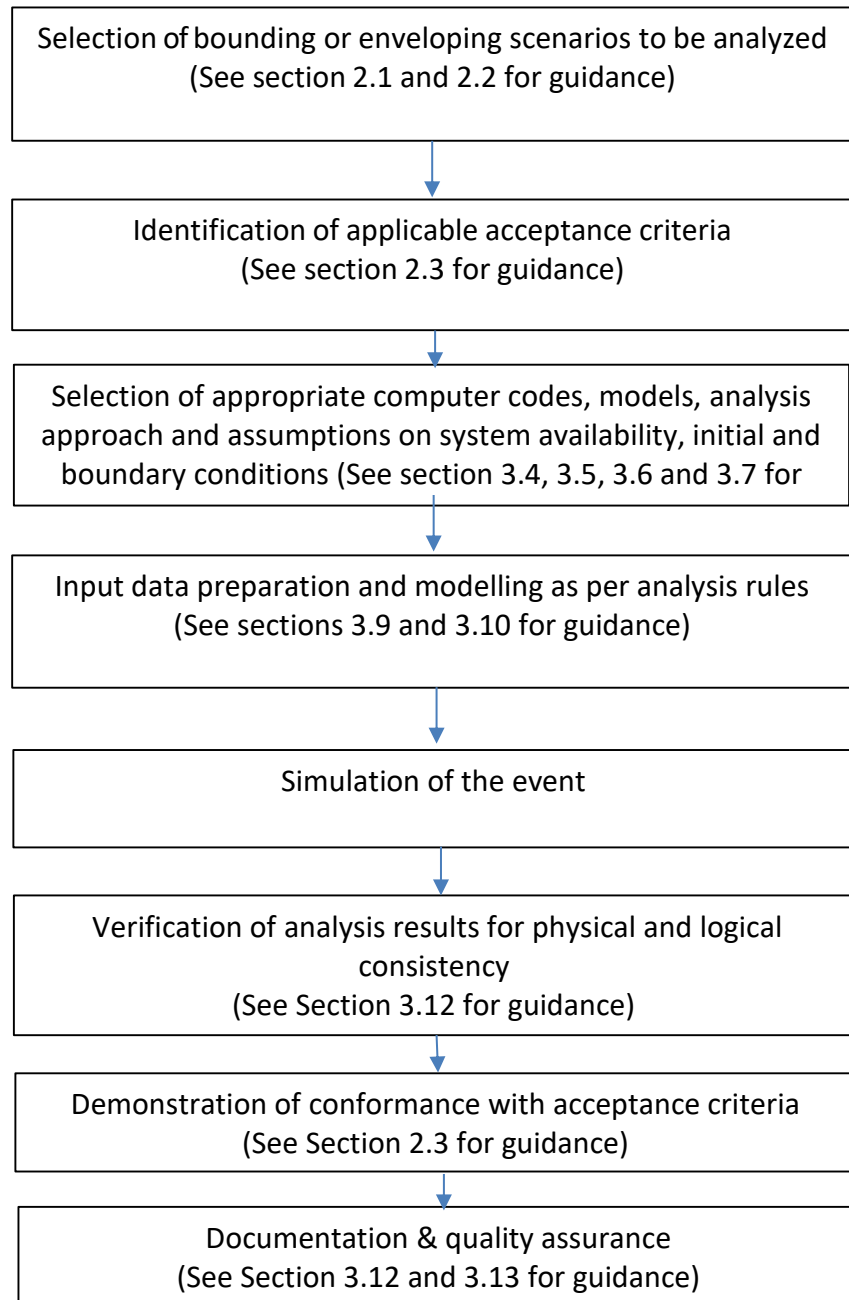 Selection of bounding or enveloping scenarios to be analyzed
(See section 2.1 and 2.2 for guidance)
Identification of applicable acceptance criteria
(See section 2.3 for guidance)
Selection of appropriate computer codes, models, analysis
approach and assumptions on system availability, initial and
boundary conditions (See section 3.4, 3.5, 3.6 and 3.7 for
Input data preparation and modelling as per analysis rules
(See sections 3.9 and 3.10 for guidance)
Simulation of the event
Verification of analysis results for physical and logical
consistency
(See Section 3.12 for guidance)
Demonstration of conformance with acceptance criteria
(See Section 2.3 for guidance)
Documentation & quality assurance
(See Section 3.12 and 3.13 for guidance)